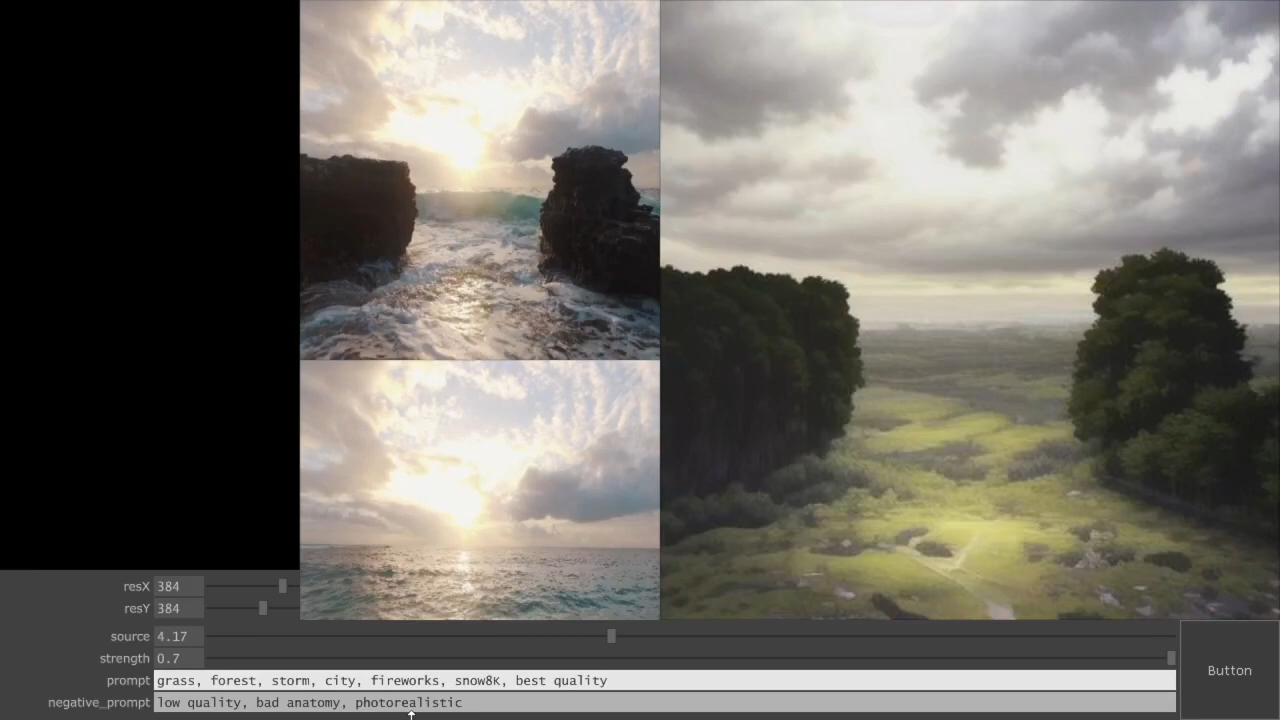 resX 384
resY 384
source 4.17
strength 0.7
prompt grass, forest, storm, city, fireworks, snow8K, best quality
negative_prompt low quality, bad anatomy, photorealistic
Button